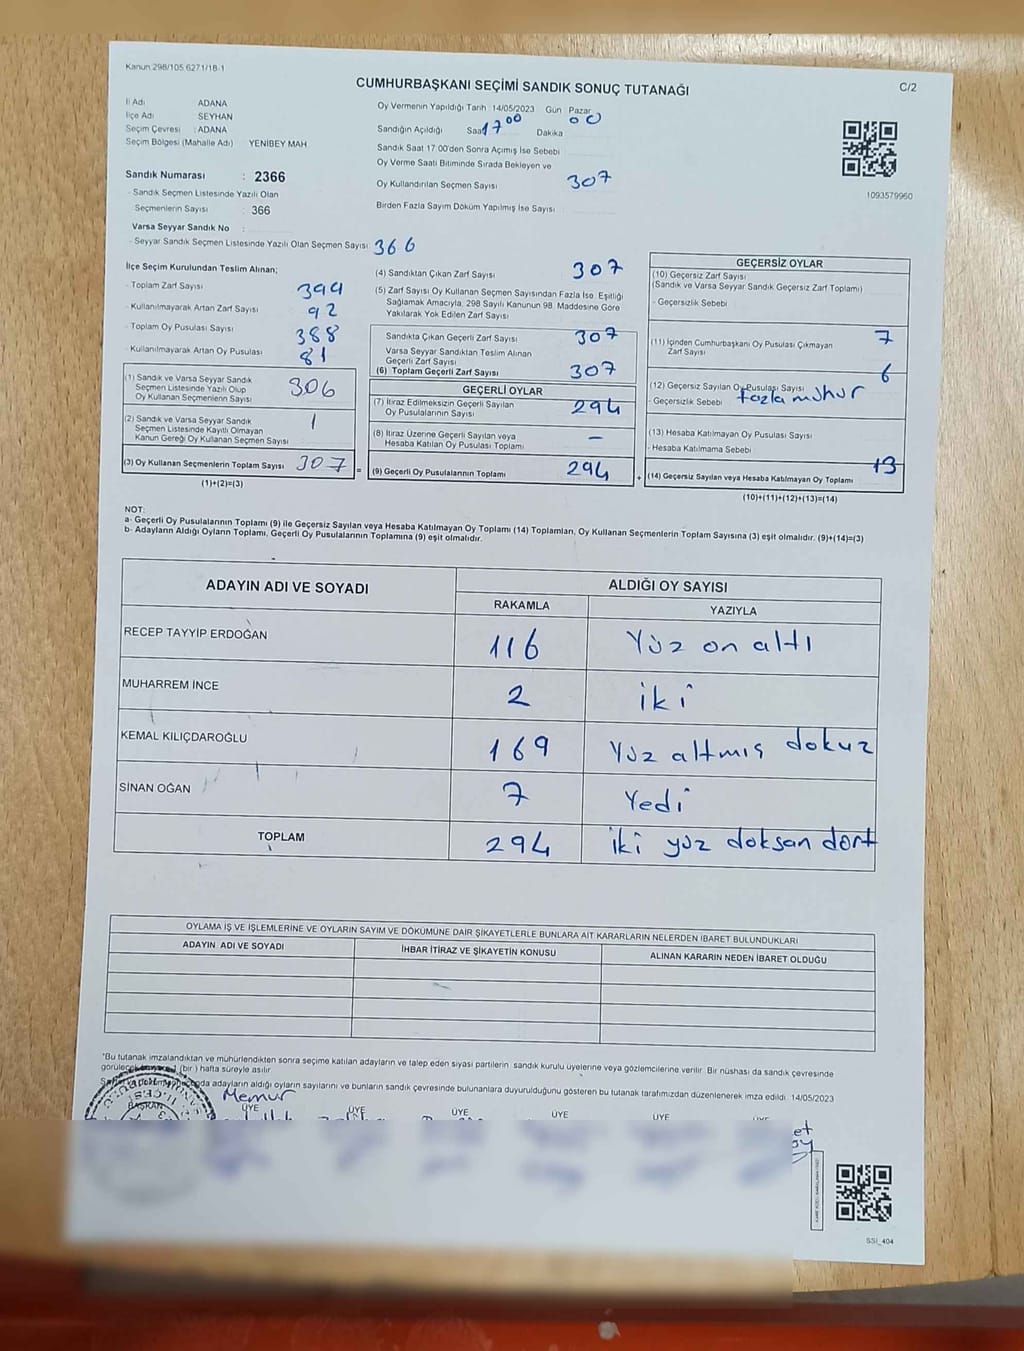 Kanun:298/105.6271/18-1
CUMHURBAŞKANI SEÇİMİ SANDIK SONUÇ TUTANAĞI
C/2
İl Adı ADANA
İlçe Adı SEYHAN
Seçim Çevresi : ADANA
Seçim Bölgesi (Mahalle Adı) YENİBEY MAH
Sandık Numarası : 2366
- Sandık Seçmen Listesinde Yazılı Olan
Seçmenlerin Sayısı : 366
Varsa Seyyar Sandık No :
- Seyyar Sandık Seçmen Listesinde Yazılı Olan Seçmen Sayısı: 366
Oy Vermenin Yapıldığı Tarih : 14/05/2023 Gün : Pazar
Sandığın Açıldığı Saat 17 00 Dakika 00
Sandık Saat 17.00'den Sonra Açılmış İse Sebebi
Oy Verme Saati Bitiminde Sırada Bekleyen ve
Oy Kullandırılan Seçmen Sayısı 307
Birden Fazla Sayım Döküm Yapılmış İse Sayısı :
1093579960
İlçe Seçim Kurulundan Teslim Alınan;
- Toplam Zarf Sayısı 399
- Kullanılmayarak Artan Zarf Sayısı 92
- Toplam Oy Pusulası Sayısı 388
- Kullanılmayarak Artan Oy Pusulası 81
(1) Sandık ve Varsa Seyyar Sandık
Seçmen Listesinde Yazılı Olup
Oy Kullanan Seçmenlerin Sayısı 306
(2) Sandık ve Varsa Seyyar Sandık
Seçmen Listesinde Kayıtlı Olmayan
Kanun Gereği Oy Kullanan Seçmen Sayısı 1
(3) Oy Kullanan Seçmenlerin Toplam Sayısı 307 =
(1)+(2)=(3)
(4) Sandıktan Çıkan Zarf Sayısı 307
(5) Zarf Sayısı Oy Kullanan Seçmen Sayısından Fazla İse, Eşitliği
Sağlamak Amacıyla, 298 Sayılı Kanunun 98. Maddesine Göre
Yakılarak Yok Edilen Zarf Sayısı
Sandıkta Çıkan Geçerli Zarf Sayısı 307
Varsa Seyyar Sandıktan Teslim Alınan
Geçerli Zarf Sayısı
(6) Toplam Geçerli Zarf Sayısı 307
GEÇERLİ OYLAR
(7) İtiraz Edilmeksizin Geçerli Sayılan
Oy Pusulalarının Sayısı 294
(8) İtiraz Üzerine Geçerli Sayılan veya
Hesaba Katılan Oy Pusulası Toplamı -
(9) Geçerli Oy Pusulalarının Toplamı 294 +
GEÇERSİZ OYLAR
(10) Geçersiz Zarf Sayısı
(Sandık ve Varsa Seyyar Sandık Geçersiz Zarf Toplamı)
- Geçersizlik Sebebi
(11) İçinden Cumhurbaşkanı Oy Pusulası Çıkmayan 7
Zarf Sayısı
(12) Geçersiz Sayılan Oy Pusulası Sayısı 6
- Geçersizlik Sebebi fazla mühür
(13) Hesaba Katılmayan Oy Pusulası Sayısı
- Hesaba Katılmama Sebebi
(14) Geçersiz Sayılan veya Hesaba Katılmayan Oy Toplamı 13
(10)+(11)+(12)+(13)=(14)
NOT:
a- Geçerli Oy Pusulalarının Toplamı (9) ile Geçersiz Sayılan veya Hesaba Katılmayan Oy Toplamı (14) Toplamları, Oy Kullanan Seçmenlerin Toplam Sayısına (3) eşit olmalıdır. (9)+(14)=(3)
b- Adayların Aldığı Oyların Toplamı, Geçerli Oy Pusulalarının Toplamına (9) eşit olmalıdır.
ADAYIN ADI VE SOYADI ALDIĞI OY SAYISI
RAKAMLA YAZIYLA
RECEP TAYYİP ERDOĞAN 116 Yüz on altı
MUHARREM İNCE 2 iki
KEMAL KILIÇDAROĞLU 169 Yüz altmış dokuz
SİNAN OĞAN 7 Yedi
TOPLAM 294 iki yüz doksan dört
OYLAMA İŞ VE İŞLEMLERİNE VE OYLARIN SAYIM VE DÖKÜMÜNE DAİR ŞİKAYETLERLE BUNLARA AİT KARARLARIN NELERDEN İBARET BULUNDUKLARI
ADAYIN ADI VE SOYADI İHBAR İTİRAZ VE ŞİKAYETİN KONUSU ALINAN KARARIN NEDEN İBARET OLDUĞU
*Bu tutanak imzalandıktan ve mühürlendikten sonra seçime katılan adayların ve talep eden siyasi partilerin sandık kurulu üyelerine veya gözlemcilerine verilir. Bir nüshası da sandık çevresinde
(bir) hafta süreyle asılır.
adayların aldığı oyların sayılarını ve bunların sandık çevresinde bulunanlara duyurulduğunu gösteren bu tutanak tarafımızdan düzenlenerek imza edildi. 14/05/2023
Memur
BAŞKAN ÜYE ÜYE ÜYE ÜYE ÜYE
SSİ_404